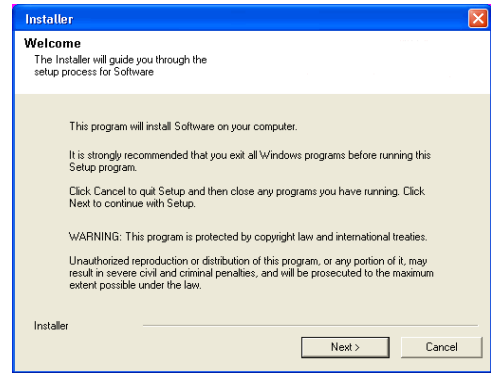 Installer
Welcome
The Installer will guide you through the
setup process for Software
This program will install Software on your computer.
It is strongly recommended that you exit all Windows programs before running this
Setup program.
Click Cancel to quit Setup and then close any programs you have running. Click
Next to continue with Setup.
WARNING: This program is protected by copyright law and international treaties.
Unauthorized reproduction or distribution of this program, or any portion of it, may
result in severe civil and criminal penalties, and will be prosecuted to the maximum
extent possible under the law.
Installer
Next >
Cancel